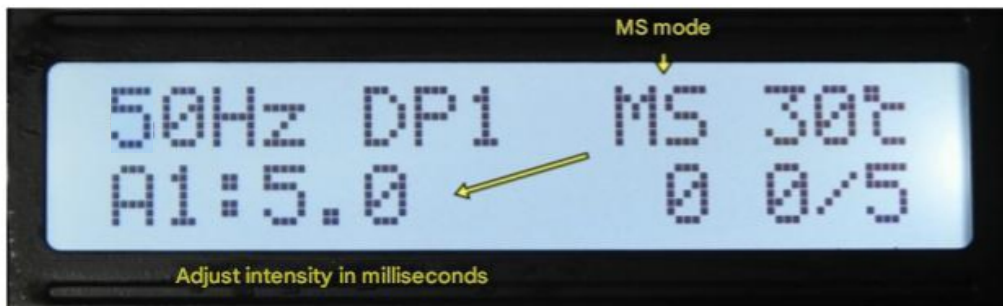 MS mode
50Hz DP1 MS 30℃
A1:5.0 0 0/5
Adjust intensity in milliseconds